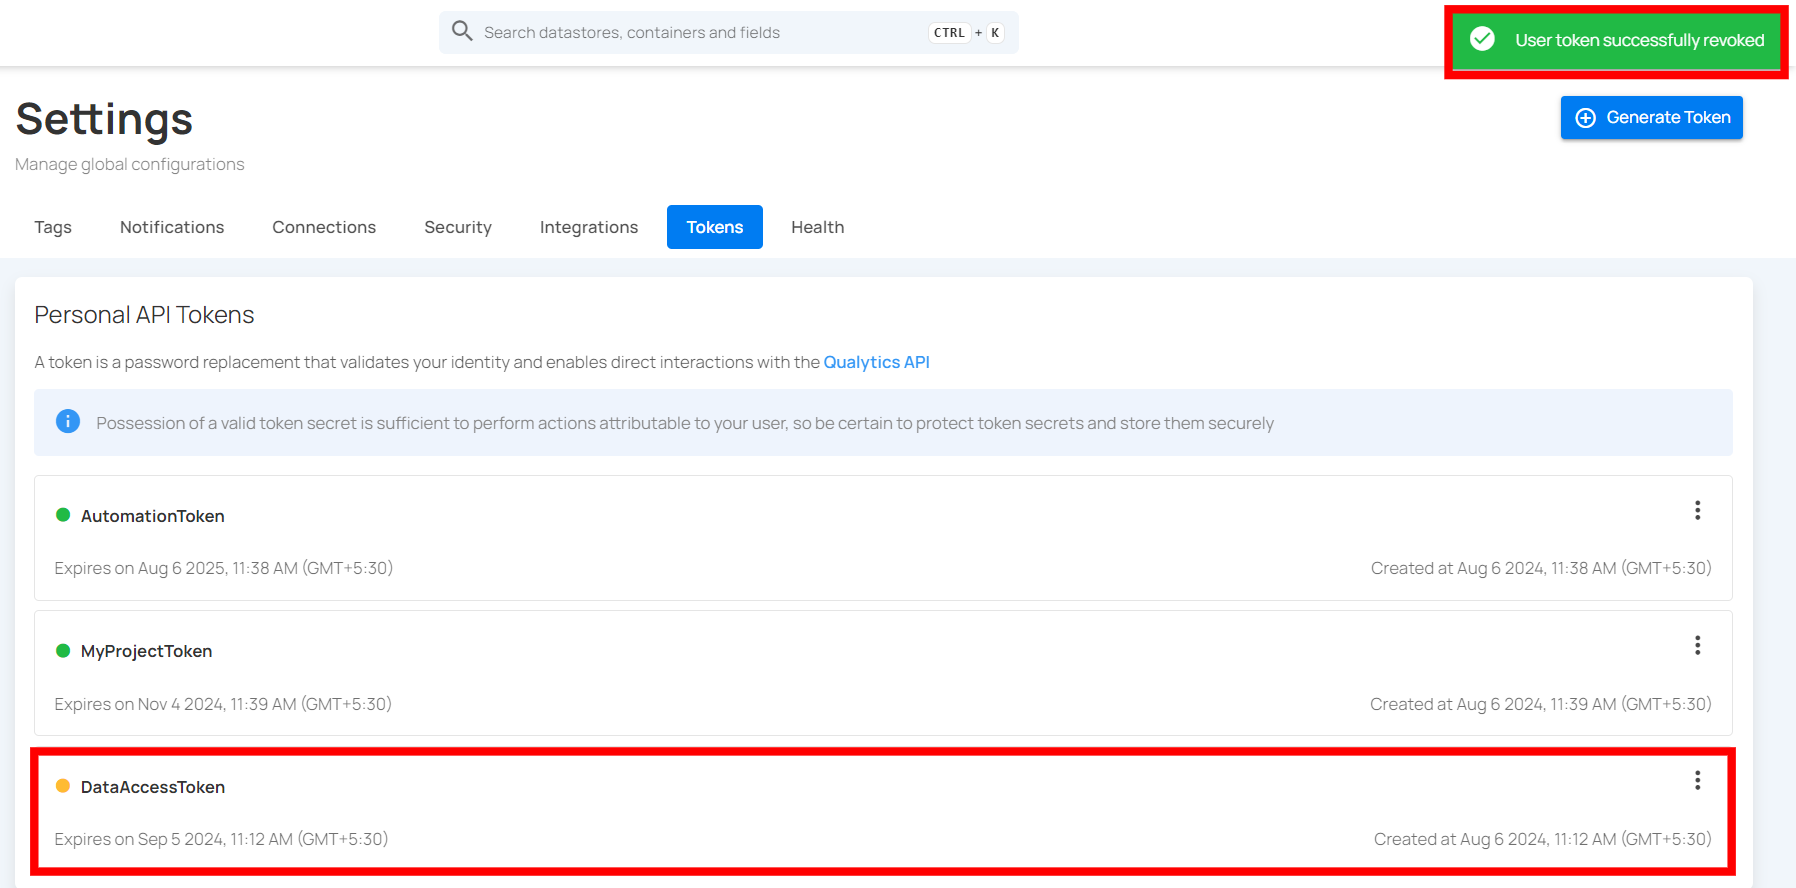 Search datastores, containers and fields CTRL + K
User token successfully revoked
Settings
Generate Token
Manage global configurations
Tags Notifications Connections Security Integrations Tokens Health
Personal API Tokens
A token is a password replacement that validates your identity and enables direct interactions with the Qualytics API
Possession of a valid token secret is sufficient to perform actions attributable to your user, so be certain to protect token secrets and store them securely
AutomationToken
Expires on Aug 6 2025, 11:38 AM (GMT+5:30) Created at Aug 6 2024, 11:38 AM (GMT+5:30)
MyProjectToken
Expires on Nov 4 2024, 11:39 AM (GMT+5:30) Created at Aug 6 2024, 11:39 AM (GMT+5:30)
DataAccessToken
Expires on Sep 5 2024, 11:12 AM (GMT+5:30) Created at Aug 6 2024, 11:12 AM (GMT+5:30)